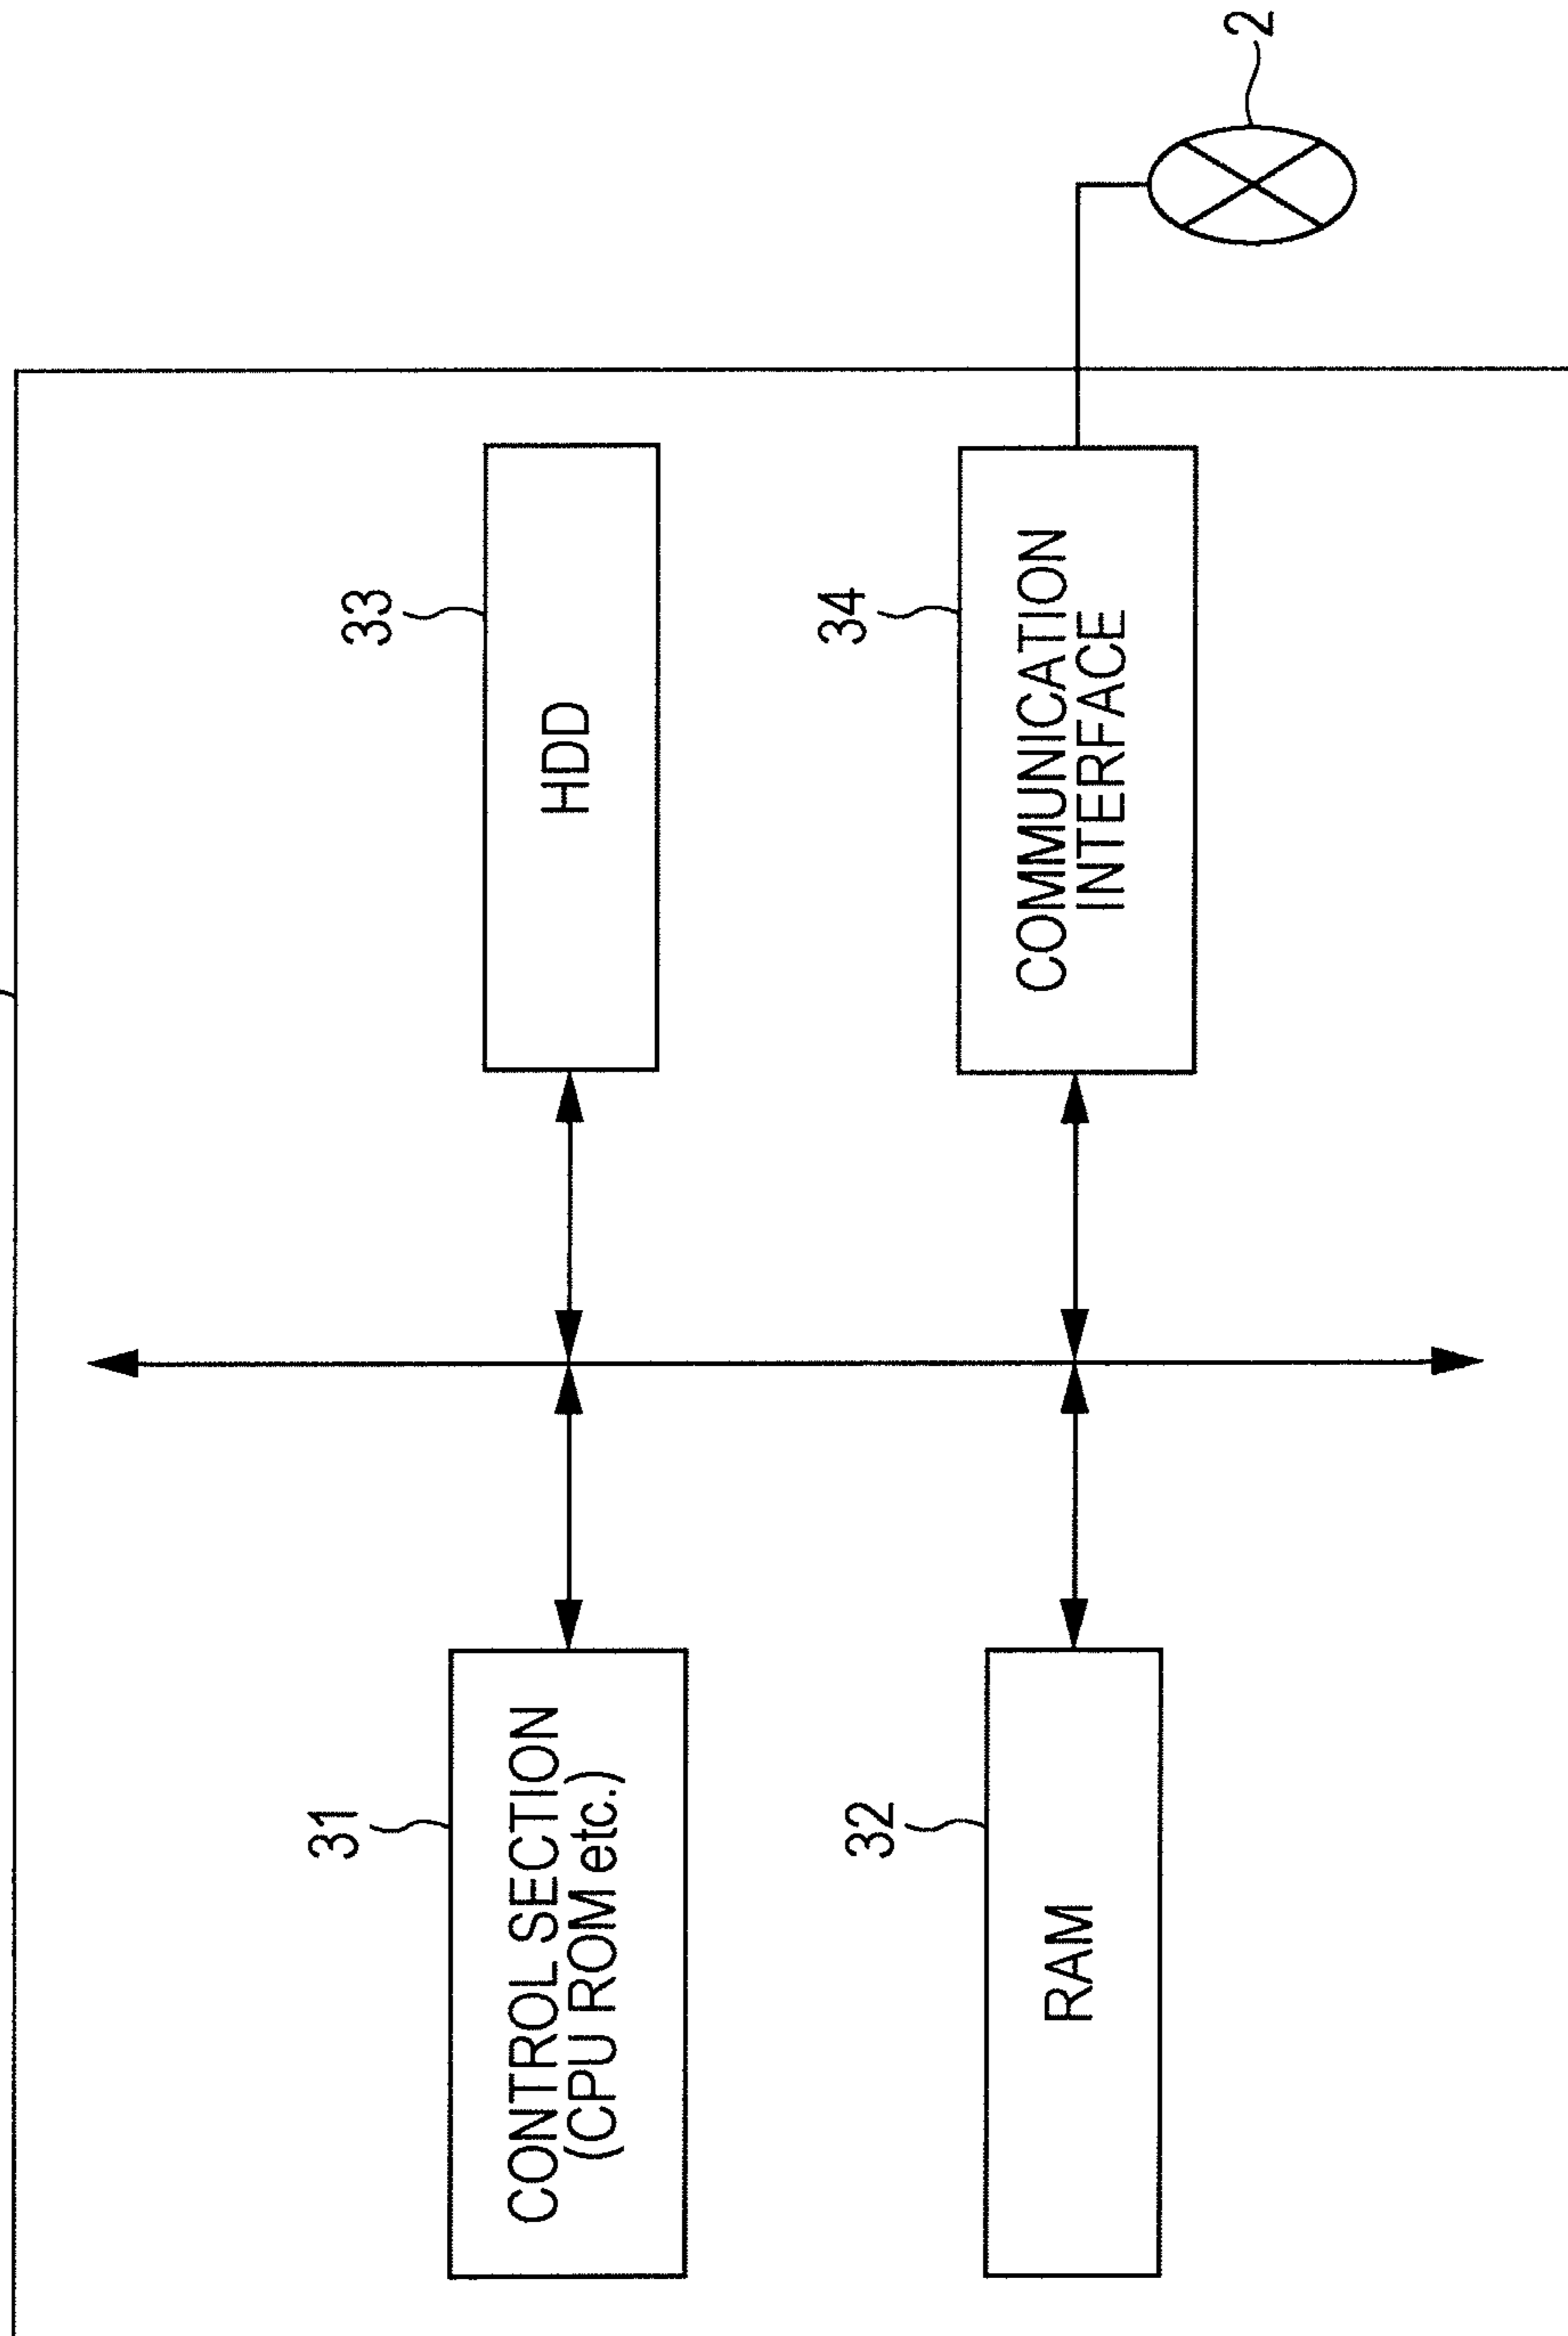 31
CONTROL SECTION
(CPU ROM etc.)
33
HDD
32
RAM
34
COMMUNICATION
INTERFACE
2